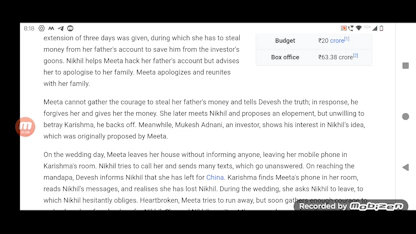 8:18
extension of three days was given, during which she has to steal
money from her father's account to save him from the investor's
goons. Nikhil helps Meeta hack her father's account but advises
her to apologise to her family. Meeta apologizes and reunites
with her family.
Budget ₹20 crore[1]
Box office ₹63.38 crore[2]
Meeta cannot gather the courage to steal her father's money and tells Devesh the truth; in response, he
forgives her and gives her the money. She later meets Nikhil and proposes an elopement, but unwilling to
betray Karishma, he backs off. Meanwhile, Mukesh Adnani, an investor, shows his interest in Nikhil's idea,
which was originally proposed by Meeta.
On the wedding day, Meeta leaves her house without informing anyone, leaving her mobile phone in
Karishma's room. Nikhil tries to call her and sends many texts, which go unanswered. On reaching the
mandapa, Devesh informs Nikhil that she has left for China. Karishma finds Meeta's phone in her room,
reads Nikhil's messages, and realises she has lost Nikhil. During the wedding, she asks Nikhil to leave, to
which Nikhil hesitantly obliges. Heartbroken, Meeta tries to run away, but soon gathers enough courage to
Recorded by MOBIZEN